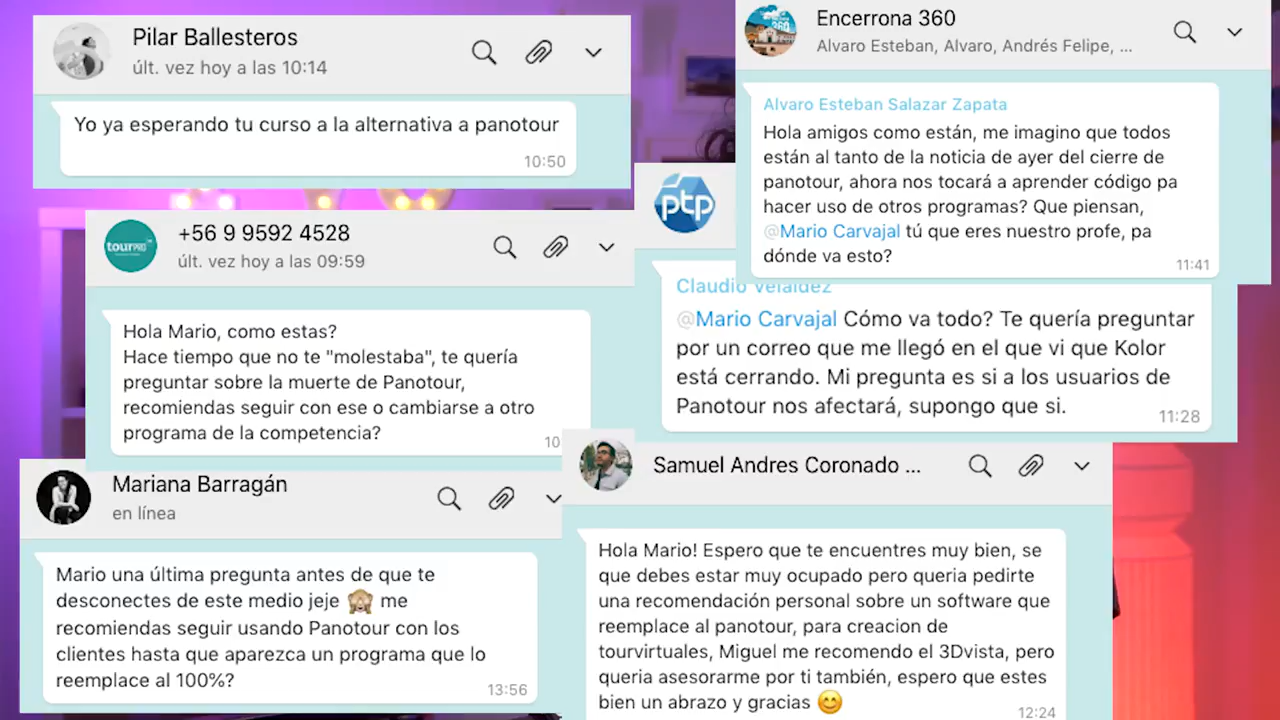 Pilar Ballesteros
últ. vez hoy a las 10:14
Yo ya esperando tu curso a la alternativa a panotour
10:50
Encerrona 360
Alvaro Esteban, Alvaro, Andrés Felipe, ...
Alvaro Esteban Salazar Zapata
Hola amigos como están, me imagino que todos
están al tanto de la noticia de ayer del cierre de
panotour, ahora nos tocará a aprender código pa
hacer uso de otros programas? Que piensan,
@Mario Carvajal tú que eres nuestro profe, pa
dónde va esto?
11:41
ptp
Claudio Velaidez
@Mario Carvajal Cómo va todo? Te quería preguntar
por un correo que me llegó en el que vi que Kolor
está cerrando. Mi pregunta es si a los usuarios de
Panotour nos afectará, supongo que si.
11:28
tourPRO
+56 9 9592 4528
últ. vez hoy a las 09:59
Hola Mario, como estas?
Hace tiempo que no te "molestaba", te quería
preguntar sobre la muerte de Panotour,
recomiendas seguir con ese o cambiarse a otro
programa de la competencia?
10
Mariana Barragán
en línea
Mario una última pregunta antes de que te
desconectes de este medio jeje 🙈 me
recomiendas seguir usando Panotour con los
clientes hasta que aparezca un programa que lo
reemplace al 100%?
13:56
Samuel Andres Coronado ...
Hola Mario! Espero que te encuentres muy bien, se
que debes estar muy ocupado pero queria pedirte
una recomendación personal sobre un software que
reemplace al panotour, para creacion de
tourvirtuales, Miguel me recomendo el 3Dvista, pero
queria asesorarme por ti también, espero que estes
bien un abrazo y gracias 😊
12:24